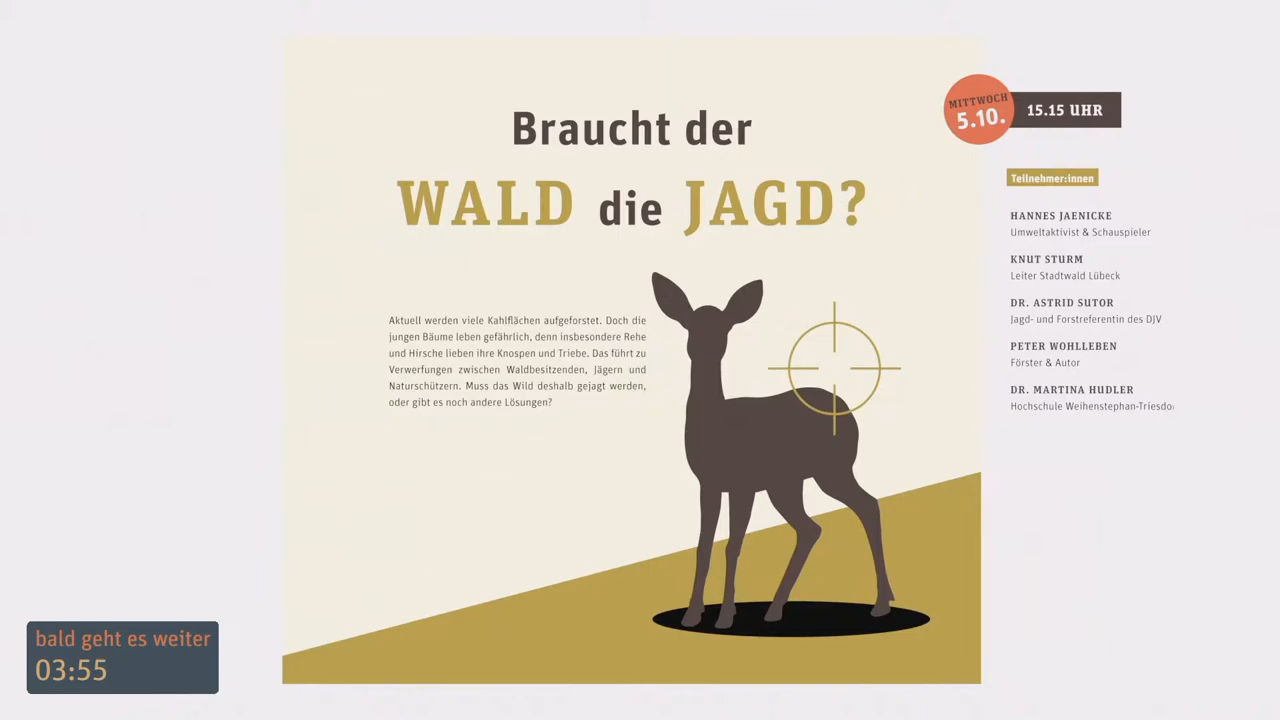 Braucht der
WALD die JAGD?
Aktuell werden viele Kahlflächen aufgeforstet. Doch die
jungen Bäume leben gefährlich, denn insbesondere Rehe
und Hirsche lieben ihre Knospen und Triebe. Das führt zu
Verwerfungen zwischen Waldbesitzenden, Jägern und
Naturschützern. Muss das Wild deshalb gejagt werden,
oder gibt es noch andere Lösungen?
MITTWOCH
5.10.
15.15 UHR
Teilnehmer:innen
HANNES JAENICKE
Umweltaktivist & Schauspieler
KNUT STURM
Leiter Stadtwald Lübeck
DR. ASTRID SUTOR
Jagd- und Forstreferentin des DJV
PETER WOHLLEBEN
Förster & Autor
DR. MARTINA HUDLER
Hochschule Weihenstephan-Triesdo
bald geht es weiter
03:55